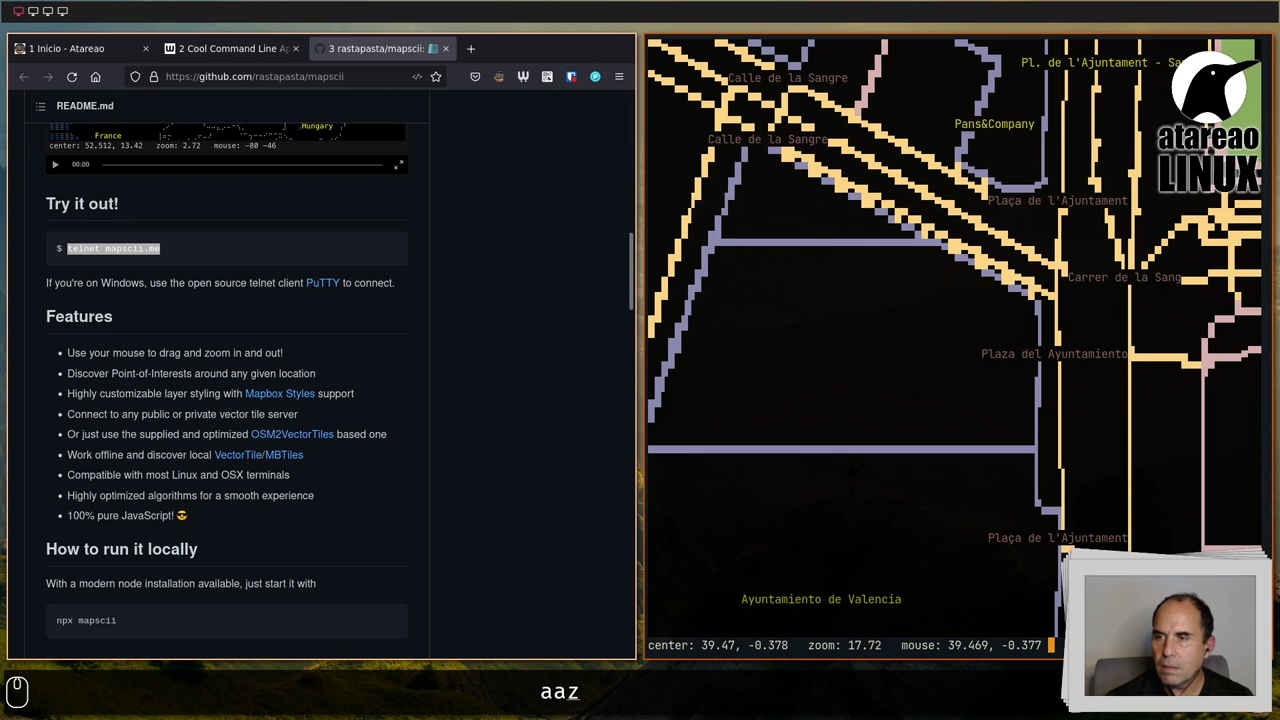 1 Inicio - Atareao
2 Cool Command Line Ap
3 rastapasta/mapscii:
https://github.com/rastapasta/mapscii
README.md
Hungary
France
center: 52.512, 13.42 zoom: 2.72 mouse: -80 -46
00:00
Try it out!
$ telnet mapscii.me
If you're on Windows, use the open source telnet client PuTTY to connect.
Features
Use your mouse to drag and zoom in and out!
Discover Point-of-Interests around any given location
Highly customizable layer styling with Mapbox Styles support
Connect to any public or private vector tile server
Or just use the supplied and optimized OSM2VectorTiles based one
Work offline and discover local VectorTile/MBTiles
Compatible with most Linux and OSX terminals
Highly optimized algorithms for a smooth experience
100% pure JavaScript! 😎
How to run it locally
With a modern node installation available, just start it with
npx mapscii
Pl. de l'Ajuntament - Sa
Calle de la Sangre
Pans&Company
Calle de la Sangre
Plaça de l'Ajuntament
Carrer de la Sang
Plaza del Ayuntamiento
Plaça de l'Ajuntament
Ayuntamiento de Valencia
center: 39.47, -0.378 zoom: 17.72 mouse: 39.469, -0.377
atareao
LINUX
aaz